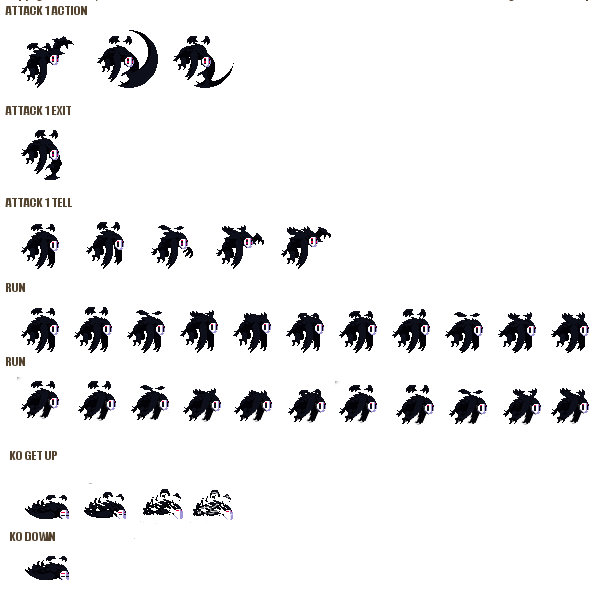 ATTACK 1 ACTION
ATTACK 1 EXIT
ATTACK 1 TELL
RUN
RUN
KO GET UP
KO DOWN